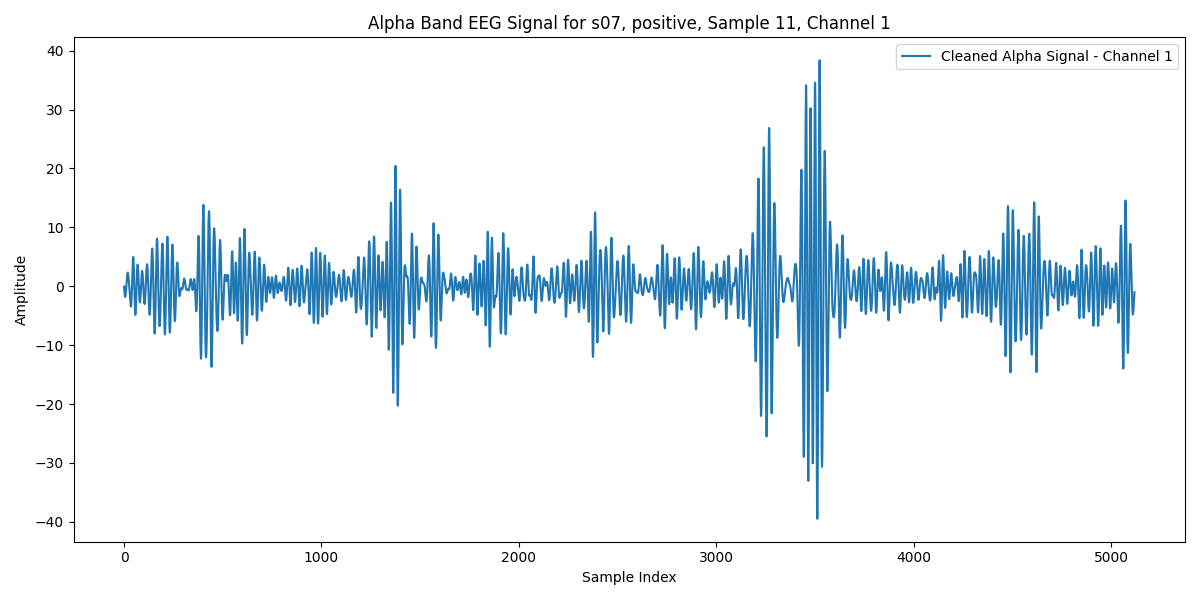 Alpha Band EEG Signal for s07, positive, Sample 11, Channel 1
Cleaned Alpha Signal - Channel 1
40
30
20
10
0
−10
−20
−30
−40
Amplitude
0 1000 2000 3000 4000 5000
Sample Index